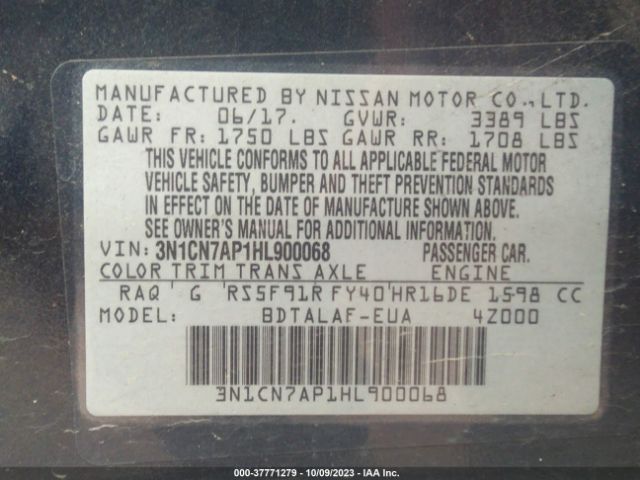 MANUFACTURED BY NISSAN MOTOR CO.,LTD.
DATE: 06/17. GVWR: 3389 LBS
GAWR FR: 1750 LBS GAWR RR: 1708 LBS
THIS VEHICLE CONFORMS TO ALL APPLICABLE FEDERAL MOTOR
VEHICLE SAFETY, BUMPER AND THEFT PREVENTION STANDARDS
IN EFFECT ON THE DATE OF MANUFACTURE SHOWN ABOVE.
SEE OWNER'S MANUAL FOR ADDITIONAL INFORMATION.
VIN: 3N1CN7AP1HL900068 PASSENGER CAR.
COLOR TRIM TRANS AXLE ENGINE
RAQ G RS5F91R FY40 HR16DE 1598 CC
BDTALAF-EUA 4Z000
3N1CN7AP1HL900068
000-37771279 - 10/09/2023 - IAA Inc.